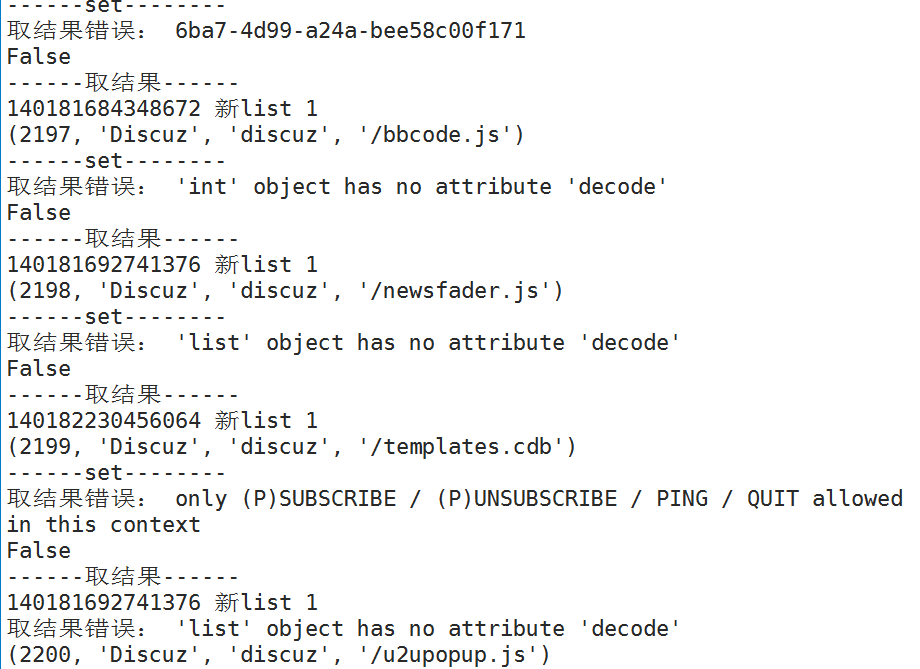 ------set--------
取结果错误： 6ba7-4d99-a24a-bee58c00f171
False
------取结果------
140181684348672 新list 1
(2197, 'Discuz', 'discuz', '/bbcode.js')
------set--------
取结果错误： 'int' object has no attribute 'decode'
False
------取结果------
140181692741376 新list 1
(2198, 'Discuz', 'discuz', '/newsfader.js')
------set--------
取结果错误： 'list' object has no attribute 'decode'
False
------取结果------
140182230456064 新list 1
(2199, 'Discuz', 'discuz', '/templates.cdb')
------set--------
取结果错误： only (P)SUBSCRIBE / (P)UNSUBSCRIBE / PING / QUIT allowed
in this context
False
------取结果------
140181692741376 新list 1
取结果错误： 'list' object has no attribute 'decode'
(2200, 'Discuz', 'discuz', '/u2upopup.js')